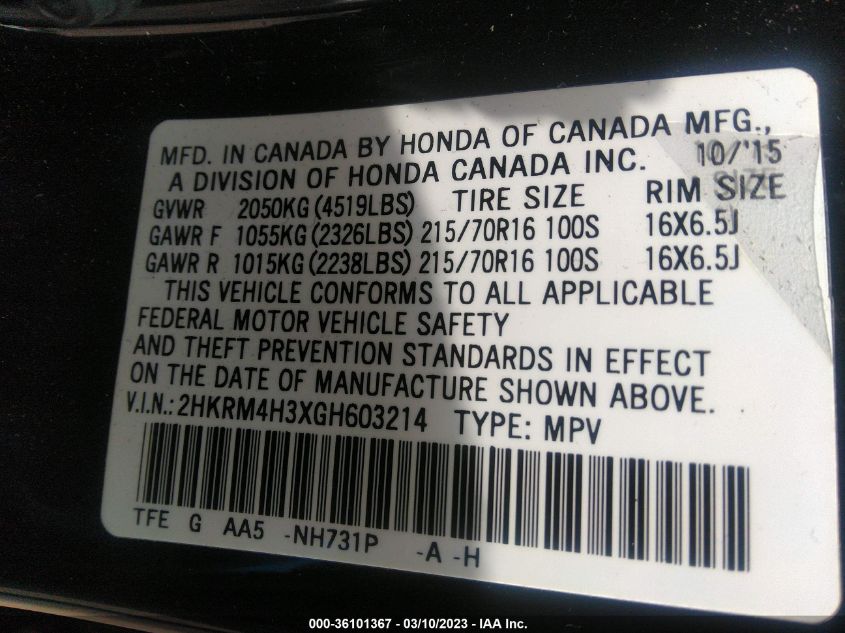 MFD. IN CANADA BY HONDA OF CANADA MFG.,
A DIVISION OF HONDA CANADA INC. 10/'15
GVWR 2050KG (4519LBS) TIRE SIZE RIM SIZE
GAWR F 1055KG (2326LBS) 215/70R16 100S 16X6.5J
GAWR R 1015KG (2238LBS) 215/70R16 100S 16X6.5J
THIS VEHICLE CONFORMS TO ALL APPLICABLE
FEDERAL MOTOR VEHICLE SAFETY
AND THEFT PREVENTION STANDARDS IN EFFECT
ON THE DATE OF MANUFACTURE SHOWN ABOVE.
V.I.N.: 2HKRM4H3XGH603214 TYPE: MPV
TFE G AA5 -NH731P -A -H
000-36101367 - 03/10/2023 - IAA Inc.